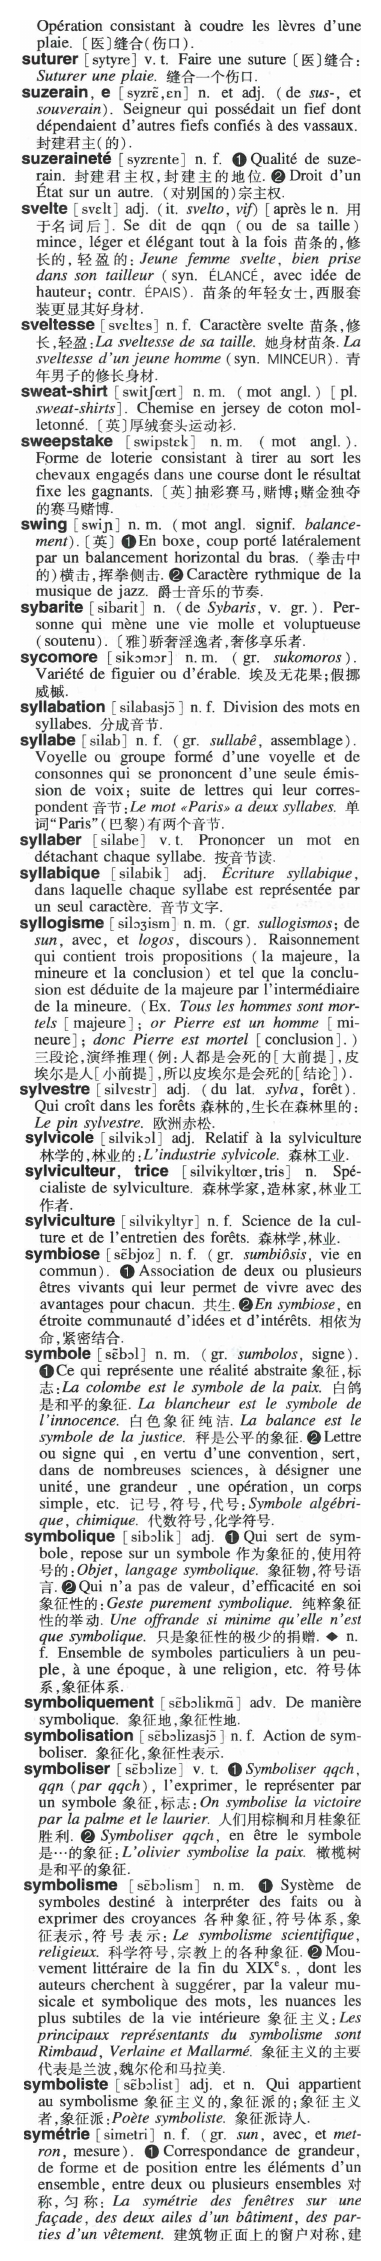 Opération consistant à coudre les lèvres d'une
plaie. 〔医〕缝合(伤口).
suturer [sytyre] v. t. Faire une suture〔医〕缝合:
Suturer une plaie. 缝合一个伤口.
suzerain, e [syzrɛ̃,ɛn] n. et adj. (de sus-, et
souverain). Seigneur qui possédait un fief dont
dépendaient d'autres fiefs confiés à des vassaux.
封建君主(的).
suzeraineté [syzrɛnte] n. f. ❶Qualité de suze-
rain. 封建君主权,封建主的地位. ❷Droit d'un
État sur un autre. (对别国的)宗主权.
svelte [svɛlt] adj. (it. svelto, vif) [après le n. 用
于名词后]. Se dit de qqn (ou de sa taille)
mince, léger et élégant tout à la fois 苗条的,修
长的,轻盈的: Jeune femme svelte, bien prise
dans son tailleur (syn. ÉLANCÉ, avec idée de
hauteur; contr. ÉPAIS). 苗条的年轻女士,西服套
装更显其好身材.
sveltesse [svɛltɛs] n. f. Caractère svelte 苗条,修
长,轻盈:La sveltesse de sa taille. 她身材苗条. La
sveltesse d'un jeune homme (syn. MINCEUR). 青
年男子的修长身材.
sweat-shirt [switʃœrt] n. m. (mot angl.) [pl.
sweat-shirts]. Chemise en jersey de coton mol-
letonné. 〔英〕厚绒套头运动衫.
sweepstake [swipstɛk] n. m. (mot angl.).
Forme de loterie consistant à tirer au sort les
chevaux engagés dans une course dont le résultat
fixe les gagnants. 〔英〕抽彩赛马,赌博;赌金独夺
的赛马赌博.
swing [swiɲ] n. m. (mot angl. signif. balance-
ment).〔英〕❶En boxe, coup porté latéralement
par un balancement horizontal du bras. (拳击中
的)横击,挥拳侧击. ❷Caractère rythmique de la
musique de jazz. 爵士音乐的节奏.
sybarite [sibarit] n. (de Sybaris, v. gr.). Per-
sonne qui mène une vie molle et voluptueuse
(soutenu). 〔雅〕骄奢淫逸者,奢侈享乐者.
sycomore [sikɔmɔr] n. m. (gr. sukomoros).
Variété de figuier ou d'érable. 埃及无花果;假挪
威槭.
syllabation [silabasjɔ̃] n. f. Division des mots en
syllabes. 分成音节.
syllabe [silab] n. f. (gr. sullabê, assemblage).
Voyelle ou groupe formé d'une voyelle et de
consonnes qui se prononcent d'une seule émis-
sion de voix; suite de lettres qui leur corres-
pondent 音节:Le mot «Paris» a deux syllabes. 单
词“Paris”(巴黎)有两个音节.
syllaber [silabe] v. t. Prononcer un mot en
détachant chaque syllabe. 按音节读.
syllabique [silabik] adj. Écriture syllabique,
dans laquelle chaque syllabe est représentée par
un seul caractère. 音节文字.
syllogisme [silɔʒism] n. m. (gr. sullogismos; de
sun, avec, et logos, discours). Raisonnement
qui contient trois propositions (la majeure, la
mineure et la conclusion) et tel que la conclu-
sion est déduite de la majeure par l'intermédiaire
de la mineure. (Ex. Tous les hommes sont mor-
tels [majeure]; or Pierre est un homme [mi-
neure]; donc Pierre est mortel [conclusion].)
三段论,演绎推理(例:人都是会死的[大前提],皮
埃尔是人[小前提],所以皮埃尔是会死的[结论]).
sylvestre [silvɛstr] adj. (du lat. sylva, forêt).
Qui croît dans les forêts 森林的,生长在森林里的:
Le pin sylvestre. 欧洲赤松.
sylvicole [silvikɔl] adj. Relatif à la sylviculture
林学的,林业的:L'industrie sylvicole. 森林工业.
sylviculteur, trice [silvikyltœr,tris] n. Spé-
cialiste de sylviculture. 森林学家,造林家,林业工
作者.
sylviculture [silvikyltyr] n. f. Science de la cul-
ture et de l'entretien des forêts. 森林学,林业.
symbiose [sɛ̃bjoz] n. f. (gr. sumbiôsis, vie en
commun). ❶Association de deux ou plusieurs
êtres vivants qui leur permet de vivre avec des
avantages pour chacun. 共生. ❷En symbiose, en
étroite communauté d'idées et d'intérêts. 相依为
命,紧密结合.
symbole [sɛ̃bɔl] n. m. (gr. sumbolos, signe).
❶Ce qui représente une réalité abstraite 象征,标
志:La colombe est le symbole de la paix. 白鸽
是和平的象征. La blancheur est le symbole de
l'innocence. 白色象征纯洁. La balance est le
symbole de la justice. 秤是公平的象征. ❷Lettre
ou signe qui ,en vertu d'une convention, sert,
dans de nombreuses sciences, à désigner une
unité, une grandeur ,une opération, un corps
simple, etc. 记号,符号,代号:Symbole algébri-
que, chimique. 代数符号,化学符号.
symbolique [sɛ̃bɔlik] adj. ❶Qui sert de sym-
bole, repose sur un symbole 作为象征的,使用符
号的:Objet, langage symbolique. 象征物,符号语
言. ❷Qui n'a pas de valeur, d'efficacité en soi
象征性的:Geste purement symbolique. 纯粹象征
性的举动. Une offrande si minime qu'elle n'est
que symbolique. 只是象征性的极少的捐赠. ◆ n.
f. Ensemble de symboles particuliers à un peu-
ple, à une époque, à une religion, etc. 符号体
系,象征体系.
symboliquement [sɛ̃bɔlikmɑ̃] adv. De manière
symbolique. 象征地,象征性地.
symbolisation [sɛ̃bɔlizasjɔ̃] n. f. Action de sym-
boliser. 象征化,象征性表示.
symboliser [sɛ̃bɔlize] v. t. ❶ Symboliser qqch,
qqn (par qqch), l'exprimer, le représenter par
un symbole 象征,标志:On symbolise la victoire
par la palme et le laurier. 人们用棕榈和月桂象征
胜利. ❷ Symboliser qqch, en être le symbole
是…的象征:L'olivier symbolise la paix. 橄榄树
是和平的象征.
symbolisme [sɛ̃bɔlism] n. m. ❶ Système de
symboles destiné à interpréter des faits ou à
exprimer des croyances 各种象征,符号体系,象
征表示,符号表示: Le symbolisme scientifique,
religieux. 科学符号,宗教上的各种象征. ❷Mou-
vement littéraire de la fin du XIXe s. , dont les
auteurs cherchent à suggérer, par la valeur mu-
sicale et symbolique des mots, les nuances les
plus subtiles de la vie intérieure 象征主义:Les
principaux représentants du symbolisme sont
Rimbaud, Verlaine et Mallarmé. 象征主义的主要
代表是兰波,魏尔伦和马拉美.
symboliste [sɛ̃bɔlist] adj. et n. Qui appartient
au symbolisme 象征主义的,象征派的;象征主义
者,象征派:Poète symboliste. 象征派诗人.
symétrie [simetri] n. f. (gr. sun, avec, et met-
ron, mesure). ❶Correspondance de grandeur,
de forme et de position entre les éléments d'un
ensemble, entre deux ou plusieurs ensembles 对
称,匀称: La symétrie des fenêtres sur une
façade, des deux ailes d'un bâtiment, des par-
ties d'un vêtement. 建筑物正面上的窗户对称,建